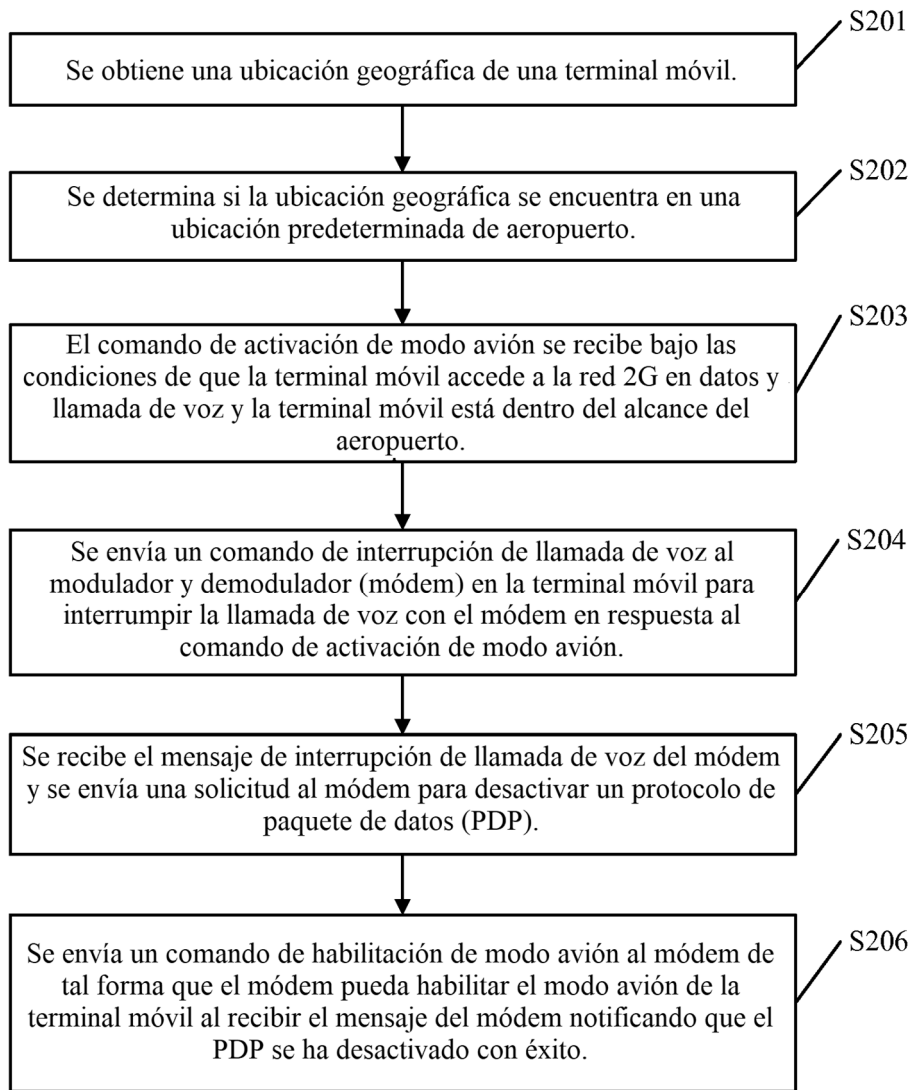 S201
Se obtiene una ubicación geográfica de una terminal móvil.
S202
Se determina si la ubicación geográfica se encuentra en una
ubicación predeterminada de aeropuerto.
S203
El comando de activación de modo avión se recibe bajo las
condiciones de que la terminal móvil accede a la red 2G en datos y
llamada de voz y la terminal móvil está dentro del alcance del
aeropuerto.
S204
Se envía un comando de interrupción de llamada de voz al
modulador y demodulador (módem) en la terminal móvil para
interrumpir la llamada de voz con el módem en respuesta al
comando de activación de modo avión.
S205
Se recibe el mensaje de interrupción de llamada de voz del módem
y se envía una solicitud al módem para desactivar un protocolo de
paquete de datos (PDP).
S206
Se envía un comando de habilitación de modo avión al módem de
tal forma que el módem pueda habilitar el modo avión de la
terminal móvil al recibir el mensaje del módem notificando que el
PDP se ha desactivado con éxito.